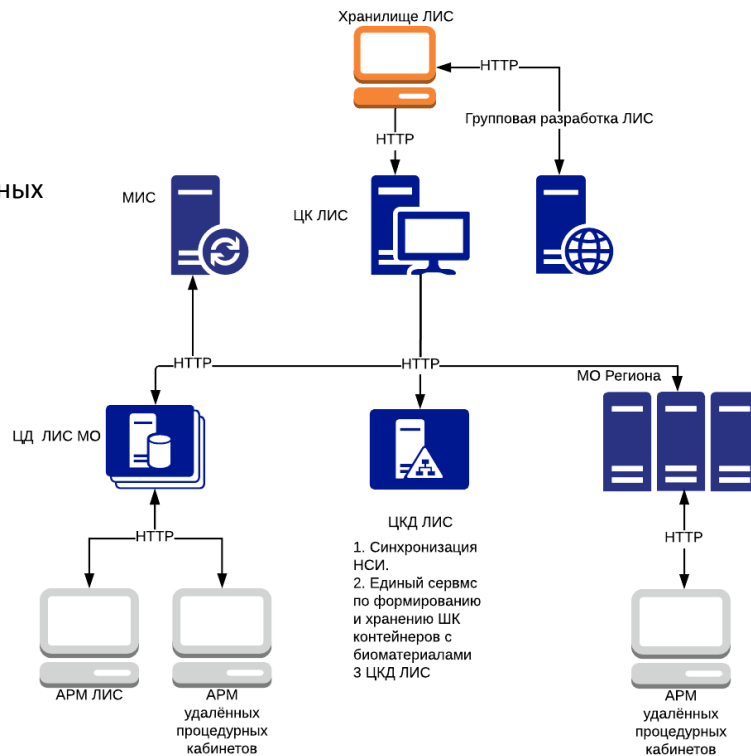 Хранилище ЛИС
HTTP
Групповая разработка ЛИС
HTTP
ных
МИС
ЦК ЛИС
HTTP
HTTP
МО Региона
ЦД ЛИС МО
ЦКД ЛИС
HTTP
HTTP
1. Синхронизация
НСИ.
2. Единый сервмс
по формированию
и хранению ШК
контейнеров с
биоматериалами
3 ЦКД ЛИС
АРМ ЛИС
АРМ
удалённых
процедурных
кабинетов
АРМ
удалённых
процедурных
кабинетов